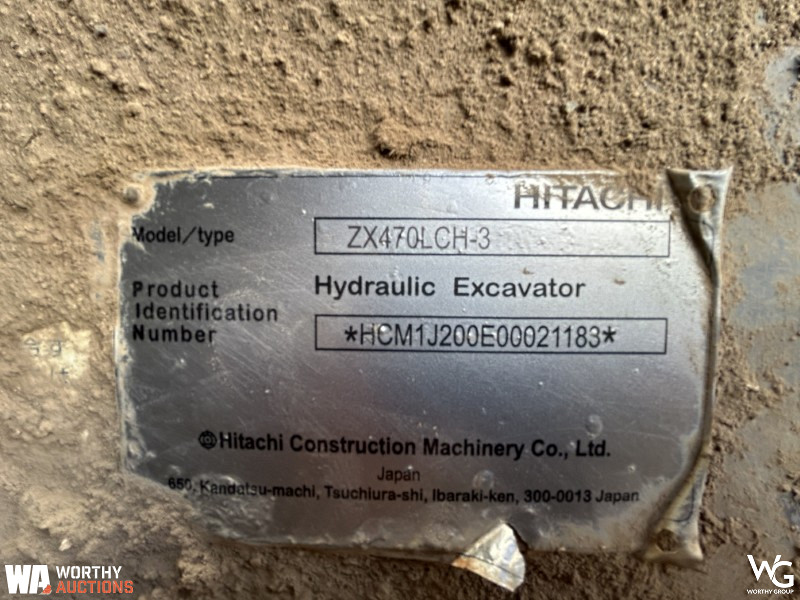 HITACHI
Model/type ZX470LCH-3
Product Identification Number
Hydraulic Excavator
*HCM1J200E00021183*
Hitachi Construction Machinery Co., Ltd.
Japan
650, Kandatsu-machi, Tsuchiura-shi, Ibaraki-ken, 300-0013 Japan
WA WORTHY AUCTIONS
WG
WORTHY GROUP